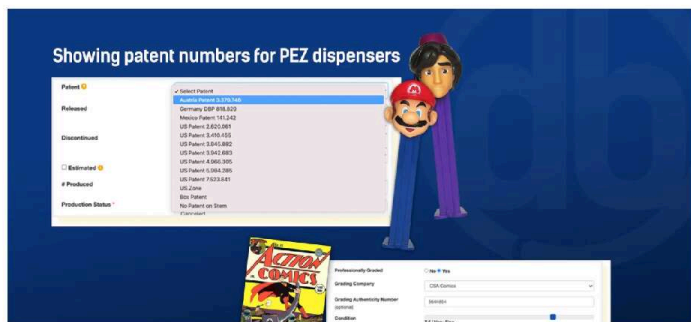 Showing patent numbers for PEZ dispensers
Patent
✓ Select Patent
Austria Patent 3,370,746
Released
Germany DBP 818,829
Mexico Patent 141,242
US Patent 2,620,061
Discontinued
US Patent 3,410,455
US Patent 3,845,882
US Patent 3,942,683
Estimated
US Patent 4,966,305
US Patent 5,984,285
# Produced
US Patent 7,523,841
US Zone
Production Status *
Box Patent
No Patent on Stem
Canceled
ACTION
COMICS
Professionally Graded
No Yes
Grading Company
CGA Comics
Grading Authenticity Number
(optional)
Condition